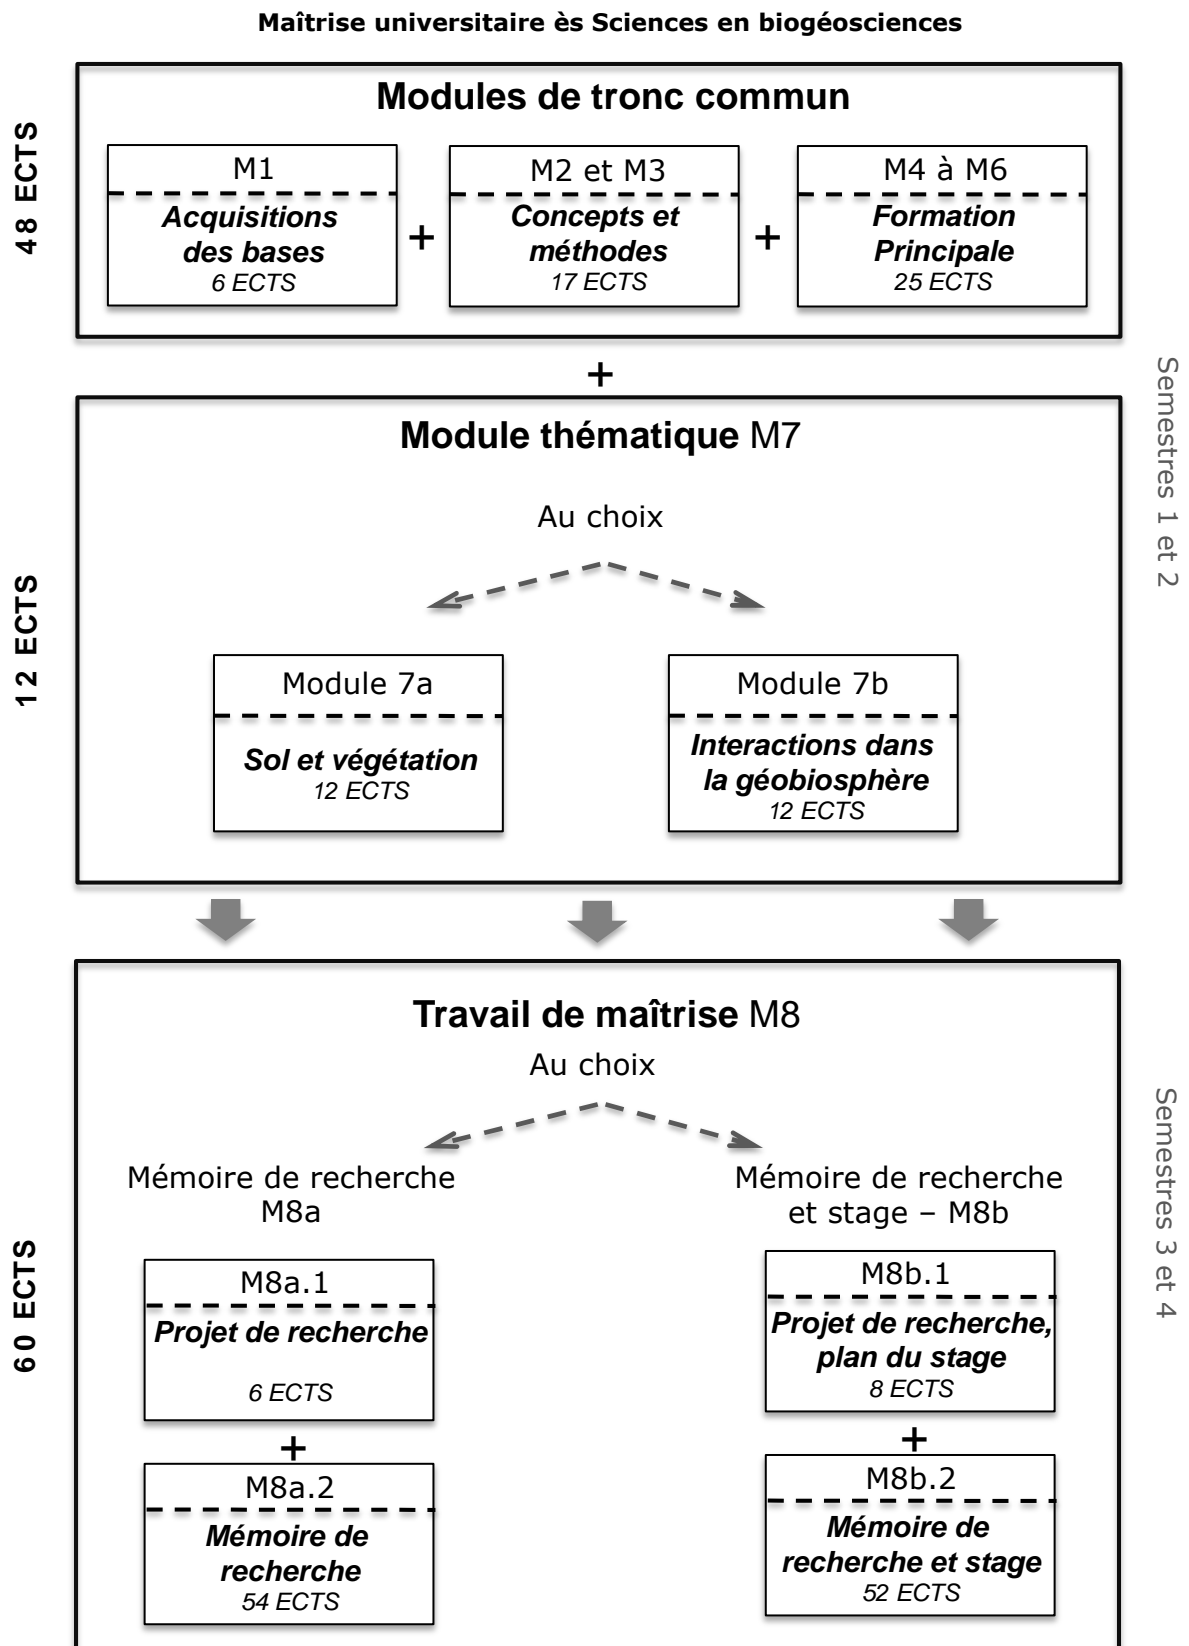 Maîtrise universitaire ès Sciences en biogéosciences
48 ECTS
Modules de tronc commun
M1
Acquisitions
des bases
6 ECTS
+
M2 et M3
Concepts et
méthodes
17 ECTS
+
M4 à M6
Formation
Principale
25 ECTS
+
Semestres 1 et 2
12 ECTS
Module thématique M7
Au choix
Module 7a
Sol et végétation
12 ECTS
Module 7b
Interactions dans
la géobiosphère
12 ECTS
60 ECTS
Travail de maîtrise M8
Au choix
Semestres 3 et 4
Mémoire de recherche
M8a
M8a.1
Projet de recherche
6 ECTS
+
M8a.2
Mémoire de
recherche
54 ECTS
Mémoire de recherche
et stage – M8b
M8b.1
Projet de recherche,
plan du stage
8 ECTS
+
M8b.2
Mémoire de
recherche et stage
52 ECTS